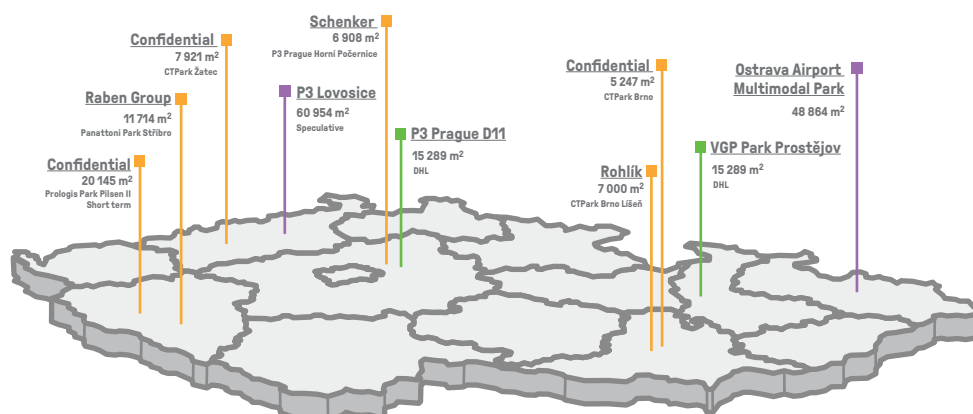 Schenker
6 908 m²
P3 Prague Horní Počernice
Confidential
7 921 m²
CTPark Žatec
Confidential
5 247 m²
CTPark Brno
Ostrava Airport
Multimodal Park
48 864 m²
Raben Group
11 714 m²
Panattoni Park Stříbro
P3 Lovosice
60 954 m²
Speculative
P3 Prague D11
15 289 m²
DHL
VGP Park Prostějov
15 289 m²
DHL
Confidential
20 145 m²
Prologis Park Pilsen II
Short term
Rohlík
7 000 m²
CTPark Brno Líšeň